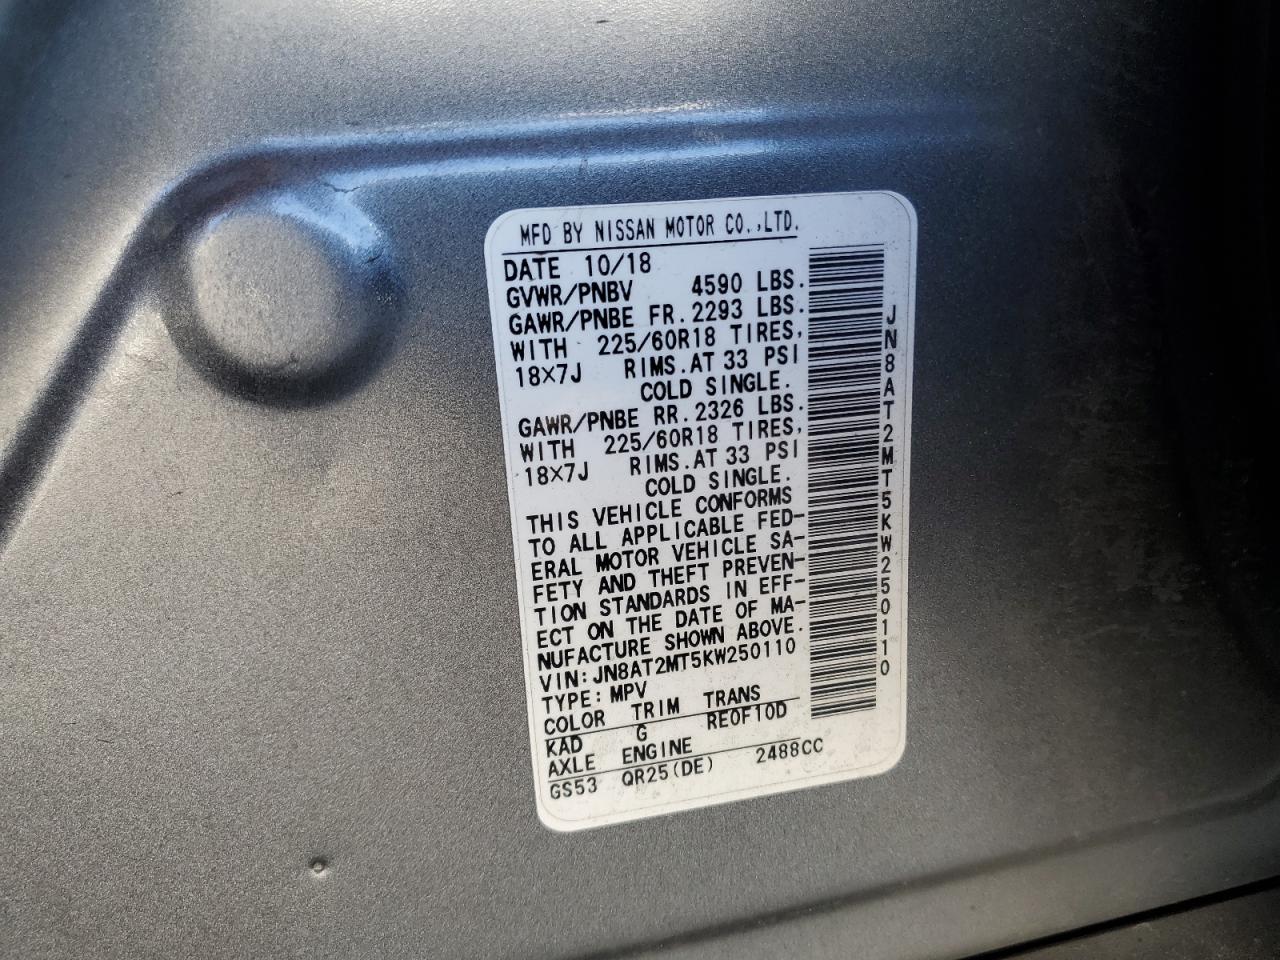 MFD BY NISSAN MOTOR CO.,LTD.
DATE 10/18
GVWR/PNBV 4590 LBS.
GAWR/PNBE FR. 2293 LBS.
WITH 225/60R18 TIRES,
18×7J RIMS. AT 33 PSI
COLD SINGLE.
GAWR/PNBE RR. 2326 LBS.
WITH 225/60R18 TIRES,
18×7J RIMS. AT 33 PSI
COLD SINGLE.
THIS VEHICLE CONFORMS
TO ALL APPLICABLE FED-
ERAL MOTOR VEHICLE SA-
FETY AND THEFT PREVEN-
TION STANDARDS IN EFF-
ECT ON THE DATE OF MA-
NUFACTURE SHOWN ABOVE.
VIN: JN8AT2MT5KW250110
TYPE: MPV
COLOR TRIM TRANS
KAD G RE0F10D
AXLE ENGINE
GS53 QR25(DE) 2488CC
JN8AT2MT5KW250110